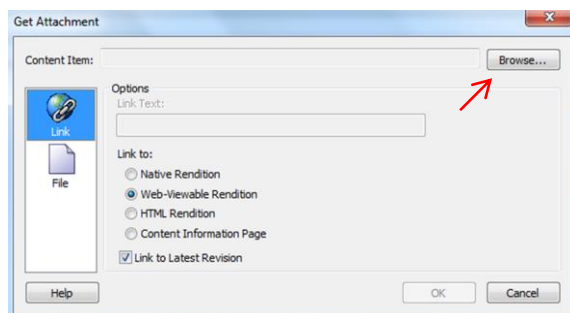 Get Attachment
Content Item:
Browse...
Link
File
Options
Link Text:
Link to:
Native Rendition
Web-Viewable Rendition
HTML Rendition
Content Information Page
Link to Latest Revision
Help
OK
Cancel